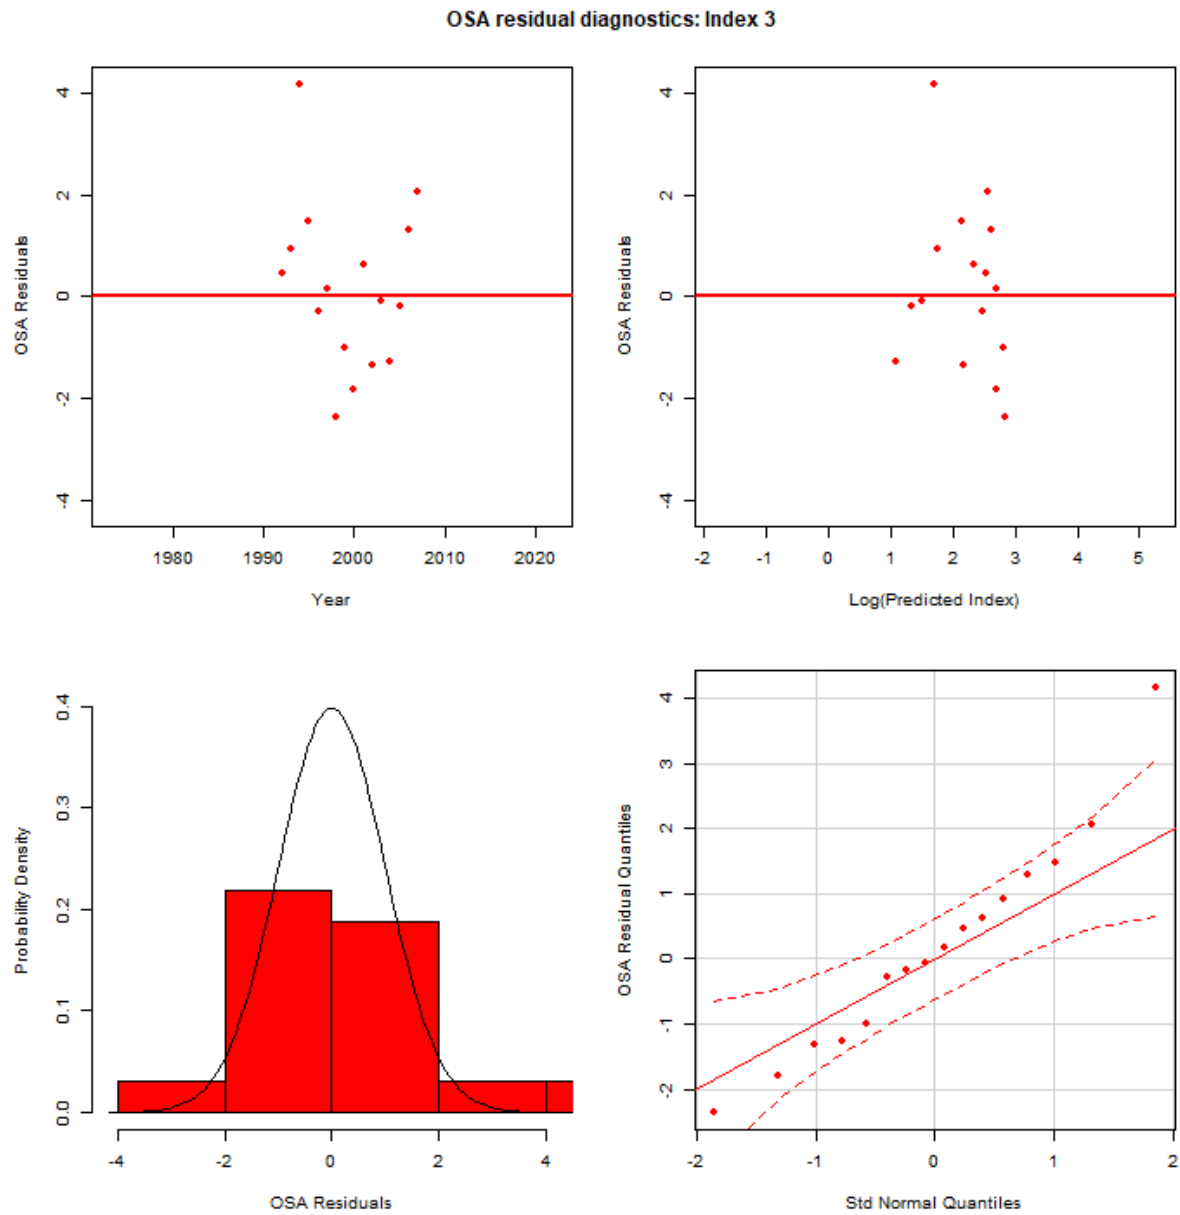 OSA residual diagnostics: Index 3
OSA Residuals
4
2
0
-2
-4
1980 1990 2000 2010 2020
Year
OSA Residuals
4
2
0
-2
-4
-2 -1 0 1 2 3 4 5
Log(Predicted Index)
Probability Density
0.4
0.3
0.2
0.1
0.0
-4 -2 0 2 4
OSA Residuals
OSA Residual Quantiles
4
3
2
1
0
-1
-2
-2 -1 0 1 2
Std Normal Quantiles